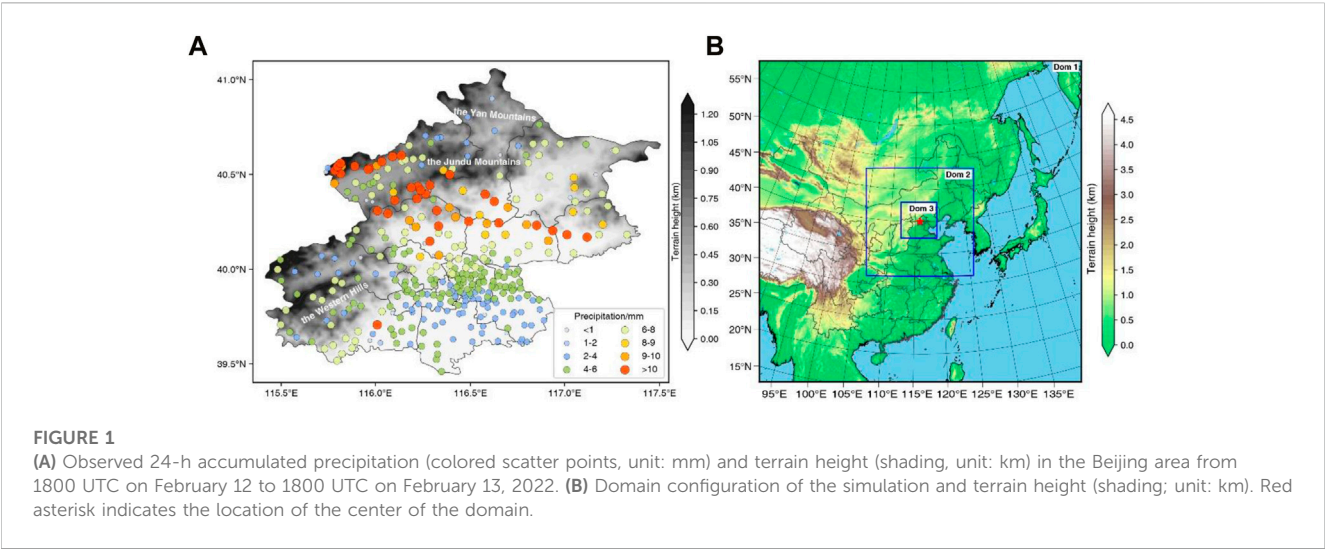 A
B
41.0°N
40.5°N
40.0°N
39.5°N
115.5°E
116.0°E
116.5°E
117.0°E
117.5°E
the Yan Mountains
the Jundu Mountains
the Western Hills
Precipitation/mm
<1
1-2
2-4
4-6
6-8
8-9
9-10
>10
1.20
1.05
0.90
0.75
0.60
0.45
0.30
0.15
0.00
Terrain height (km)
55°N
50°N
45°N
40°N
35°N
30°N
25°N
20°N
15°N
95°E
100°E
105°E
110°E
115°E
120°E
125°E
130°E
135°E
Dom 1
Dom 2
Dom 3
4.5
4.0
3.5
3.0
2.5
2.0
1.5
1.0
0.5
0.0
Terrain height (km)
FIGURE 1
(A) Observed 24-h accumulated precipitation (colored scatter points, unit: mm) and terrain height (shading, unit: km) in the Beijing area from
1800 UTC on February 12 to 1800 UTC on February 13, 2022. (B) Domain configuration of the simulation and terrain height (shading; unit: km). Red
asterisk indicates the location of the center of the domain.